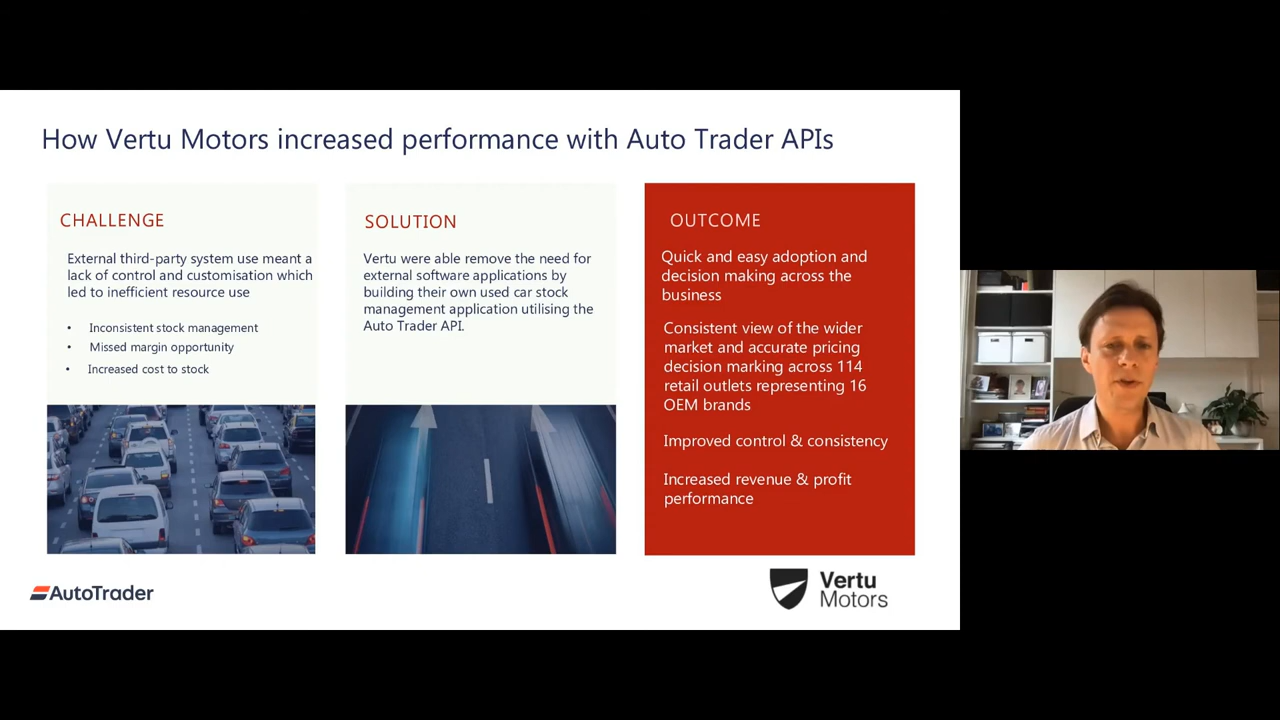 How Vertu Motors increased performance with Auto Trader APIs
CHALLENGE
External third-party system use meant a
lack of control and customisation which
led to inefficient resource use
• Inconsistent stock management
• Missed margin opportunity
• Increased cost to stock
SOLUTION
Vertu were able remove the need for
external software applications by
building their own used car stock
management application utilising the
Auto Trader API.
OUTCOME
Quick and easy adoption and
decision making across the
business
Consistent view of the wider
market and accurate pricing
decision marking across 114
retail outlets representing 16
OEM brands
Improved control & consistency
Increased revenue & profit
performance
AutoTrader
Vertu
Motors